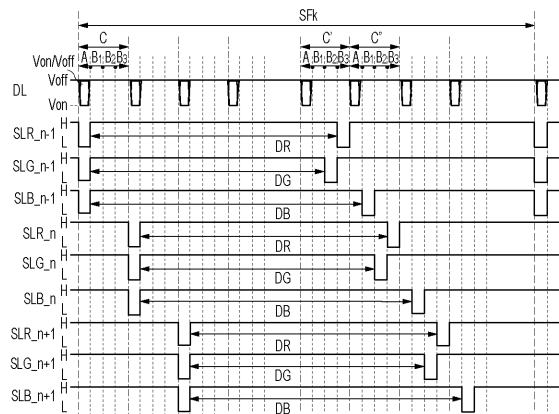 SFk
C C' C"
A B1 B2 B3 A B1 B2 B3 A B1 B2 B3
Von/Voff
Voff
DL
Von
SLR_n-1 H L
DR
SLG_n-1 H L
DG
SLB_n-1 H L
DB
SLR_n H L
DR
SLG_n H L
DG
SLB_n H L
DB
SLR_n+1 H L
DR
SLG_n+1 H L
DG
SLB_n+1 H L
DB